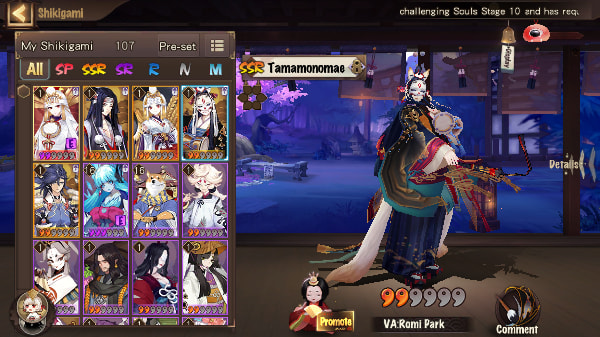 Shikigami
challenging Souls Stage 10 and has req.
My Shikigami 107 Pre-set
All SP SSR SR R N M
SSR Tamamonomae
Details
Promote
VA:Romi Park
Comment